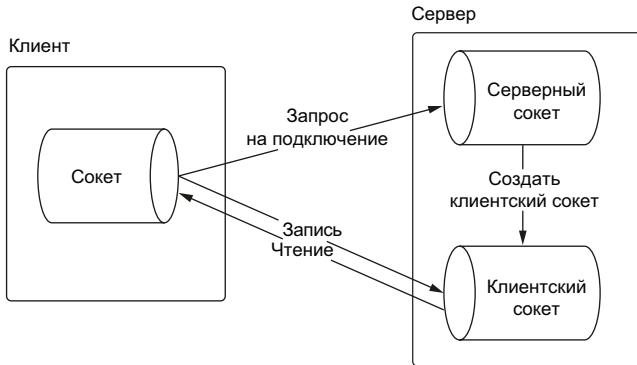 Сервер
Клиент
Серверный
сокет
Запрос
на подключение
Сокет
Создать
клиентский сокет
Запись
Чтение
Клиентский
сокет